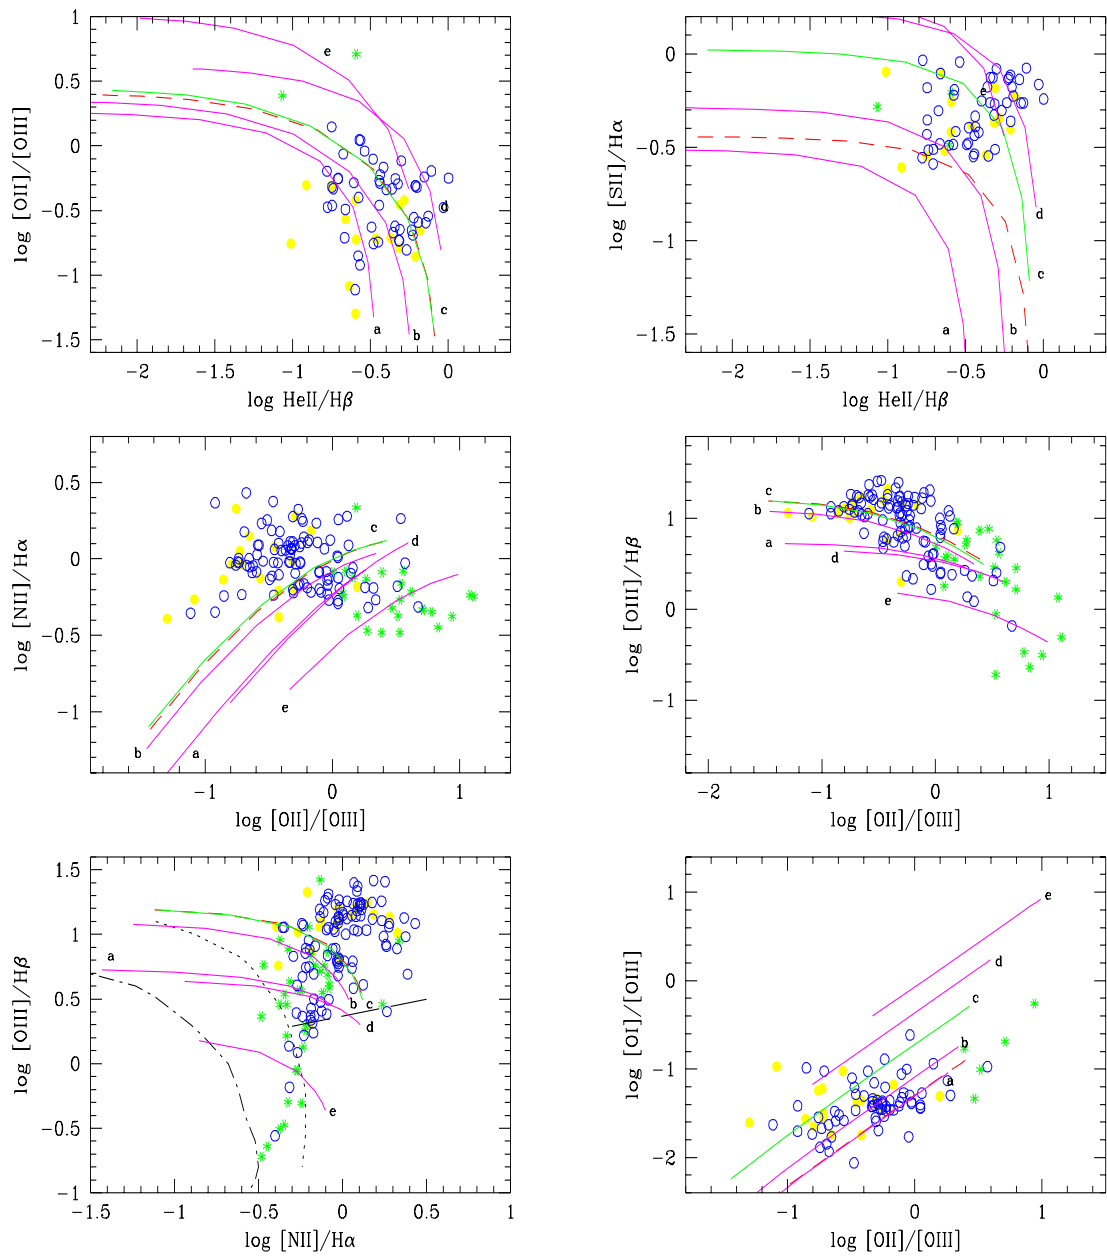 1
0.5
0
−0.5
−1
−1.5
log [OII]/[OIII]
e
d
c
a
b
−2
−1.5
−1
−0.5
0
log HeII/Hβ
0
−0.5
−1
−1.5
log [SII]/Hα
e
d
c
a
b
−2
−1.5
−1
−0.5
0
log HeII/Hβ
0.5
0
−0.5
−1
log [NII]/Hα
c
d
e
b
a
−1
0
1
log [OII]/[OIII]
1
0
−1
log [OIII]/Hβ
c
b
a
d
e
−2
−1
0
1
log [OII]/[OIII]
1.5
1
0.5
0
−0.5
−1
log [OIII]/Hβ
a
b
c
d
e
−1.5
−1
−0.5
0
0.5
1
log [NII]/Hα
1
0
−1
−2
log [OI]/[OIII]
e
d
c
b
a
−1
0
1
log [OII]/[OIII]